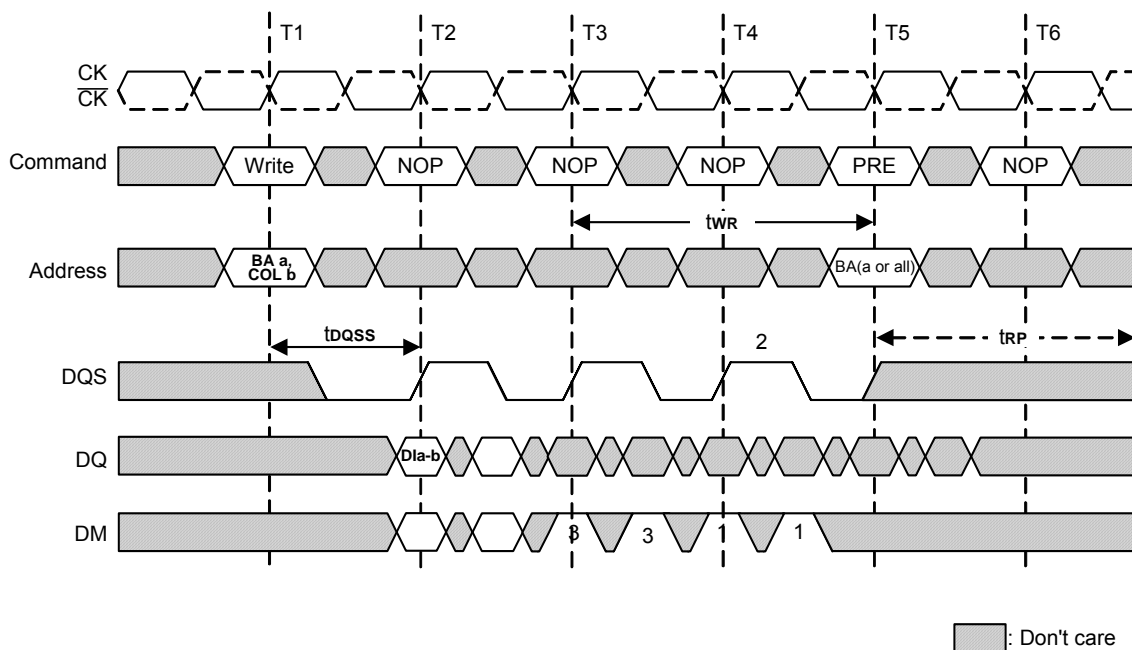 T1 T2 T3 T4 T5 T6
CK
CK
Command Write NOP NOP NOP PRE NOP
tWR
Address BA a, COL b BA(a or all)
tDQSS 2 tRP
DQS
DQ DIa-b
DM 3 3 1 1
: Don't care